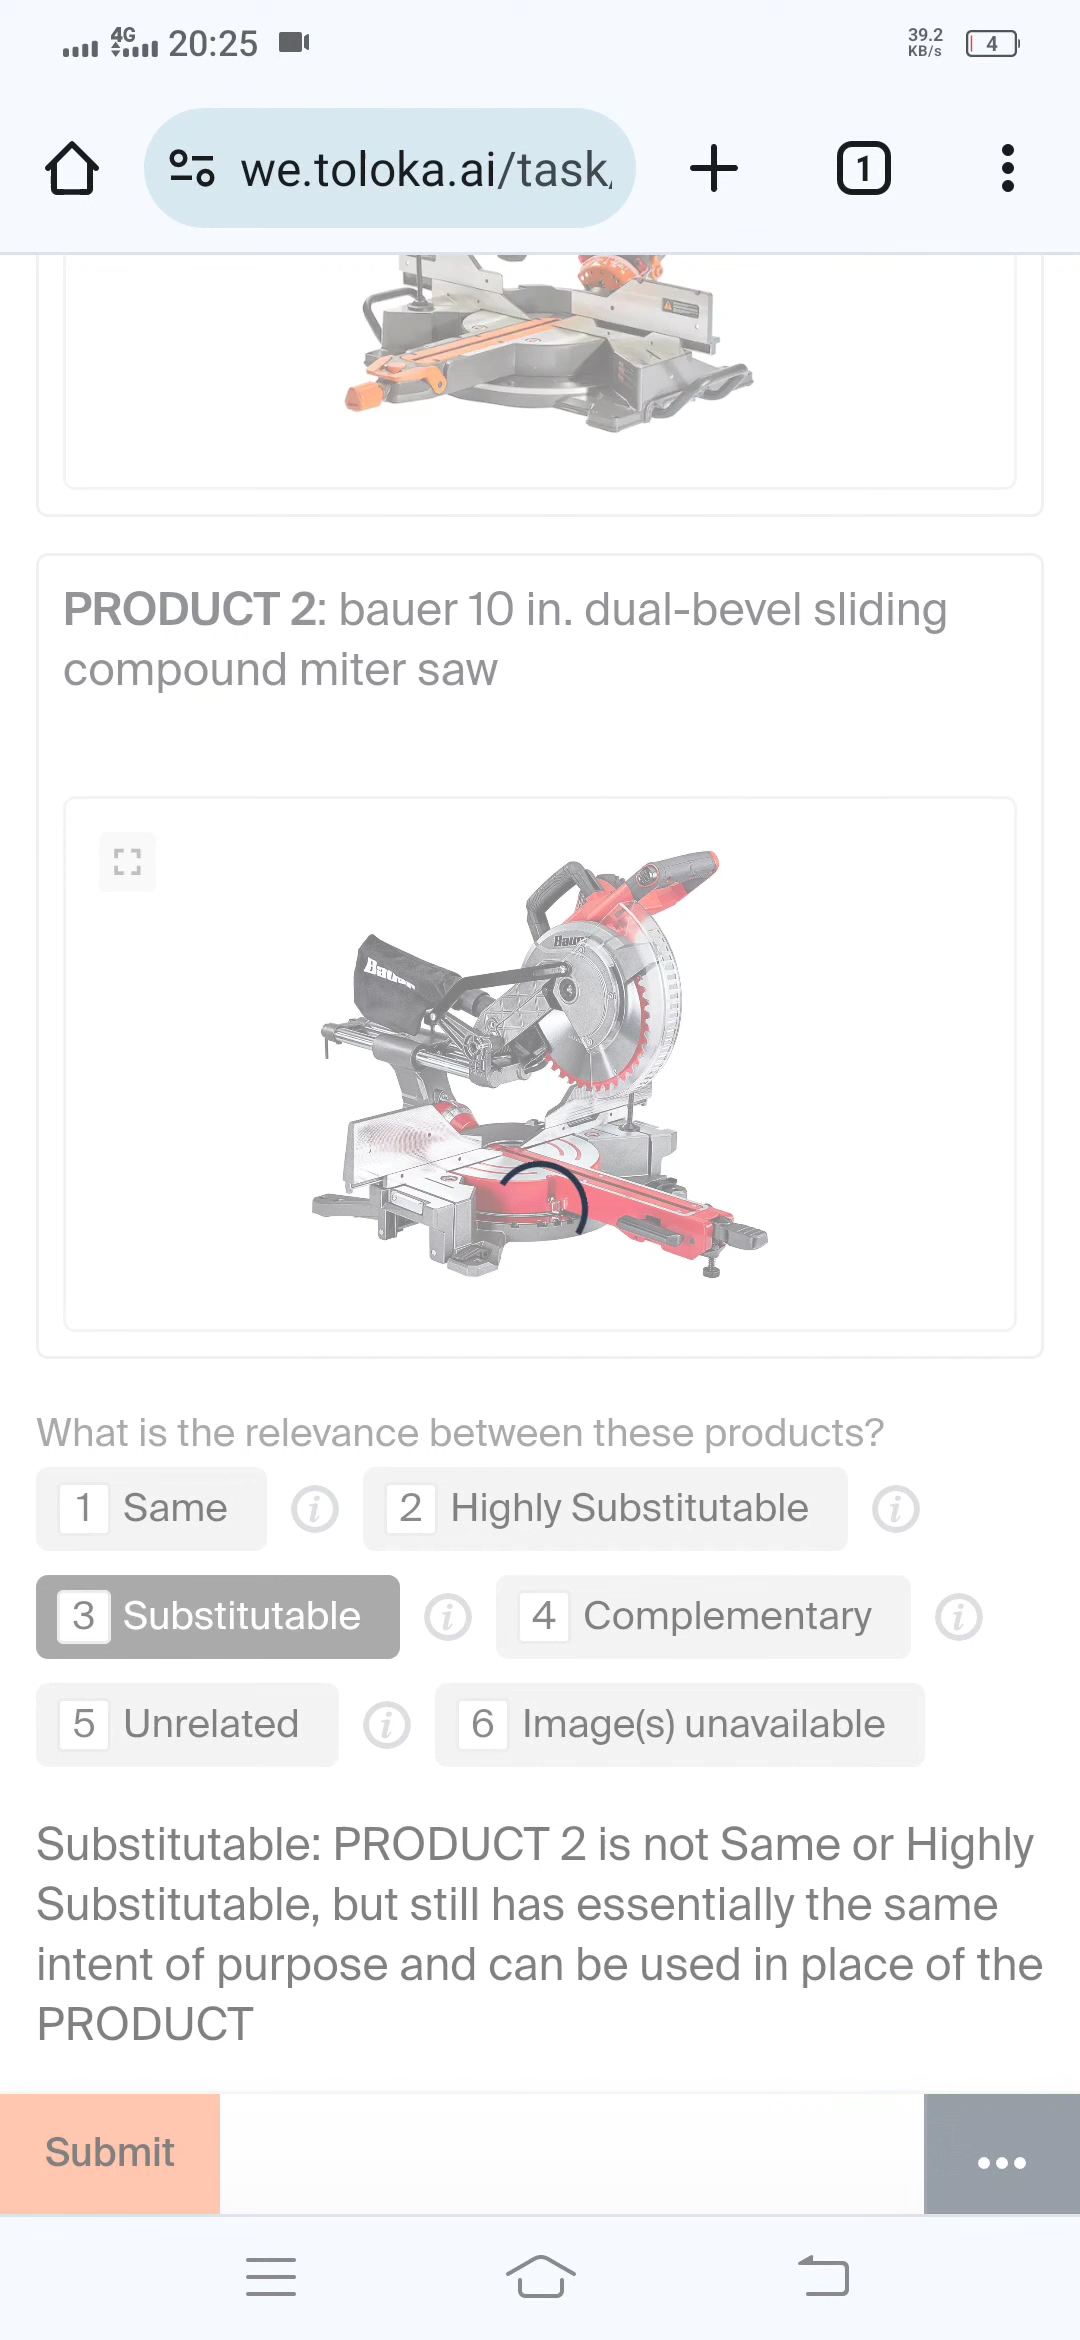 4G 20:25 39.2 KB/s 4
we.toloka.ai/task 1
PRODUCT 2: bauer 10 in. dual-bevel sliding
compound miter saw
Bauer
What is the relevance between these products?
1 Same i 2 Highly Substitutable i
3 Substitutable i 4 Complementary i
5 Unrelated i 6 Image(s) unavailable
Substitutable: PRODUCT 2 is not Same or Highly
Substitutable, but still has essentially the same
intent of purpose and can be used in place of the
PRODUCT
Submit